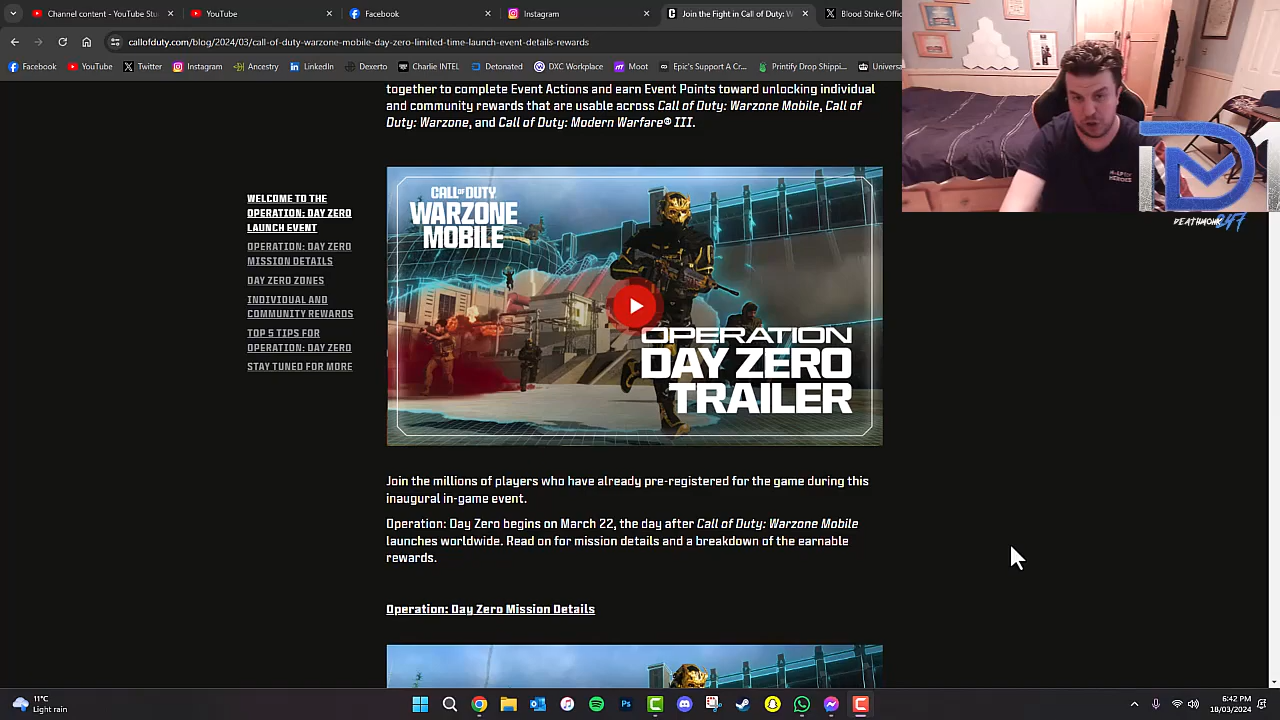 Channel content - YouTube Stu
YouTube
Facebook
Instagram
Join the Fight in Call of Duty: W
Blood Strike Offic
callofduty.com/blog/2024/03/call-of-duty-warzone-mobile-day-zero-limited-time-launch-event-details-rewards
Facebook YouTube Twitter Instagram Ancestry LinkedIn Dexerto Charlie INTEL Detonated DXC Workplace Moot Epic's Support A Cr... Printify Drop Shippi...
together to complete Event Actions and earn Event Points toward unlocking individual
and community rewards that are usable across Call of Duty: Warzone Mobile, Call of
Duty: Warzone, and Call of Duty: Modern Warfare® III.
WELCOME TO THE
OPERATION: DAY ZERO
LAUNCH EVENT
OPERATION: DAY ZERO
MISSION DETAILS
DAY ZERO ZONES
INDIVIDUAL AND
COMMUNITY REWARDS
TOP 5 TIPS FOR
OPERATION: DAY ZERO
STAY TUNED FOR MORE
CALL OF DUTY
WARZONE
MOBILE
OPERATION
DAY ZERO
TRAILER
Join the millions of players who have already pre-registered for the game during this
inaugural in-game event.
Operation: Day Zero begins on March 22, the day after Call of Duty: Warzone Mobile
launches worldwide. Read on for mission details and a breakdown of the earnable
rewards.
Operation: Day Zero Mission Details
HELP FOR
HEROES
DM
DEATHMONK 247
11°C
Light rain
6:42 PM
18/03/2024